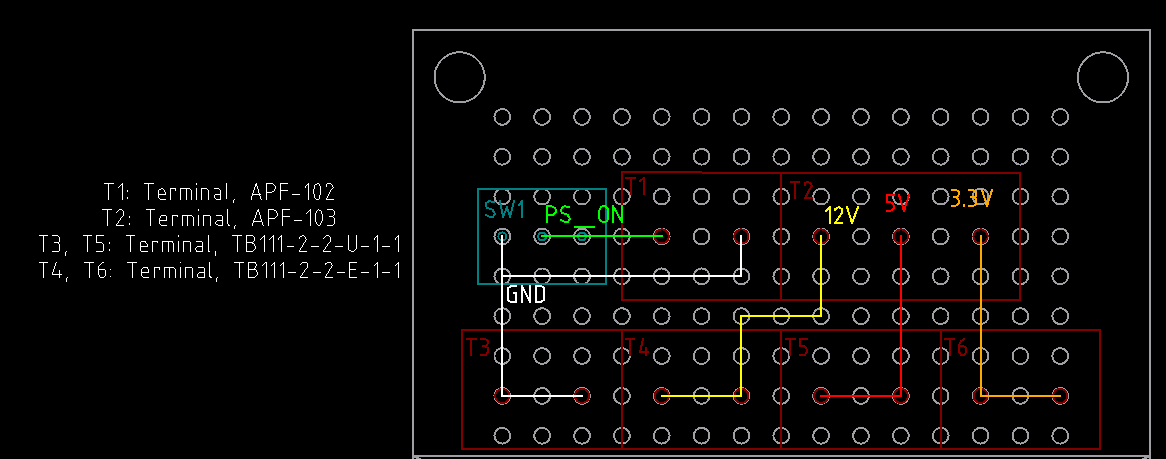 T1: Terminal, APF-102
T2: Terminal, APF-103
T3, T5: Terminal, TB111-2-2-U-1-1
T4, T6: Terminal, TB111-2-2-E-1-1
T1
T2
SW1
PS_ON
12V
5V
3.3V
GND
T3
T4
T5
T6